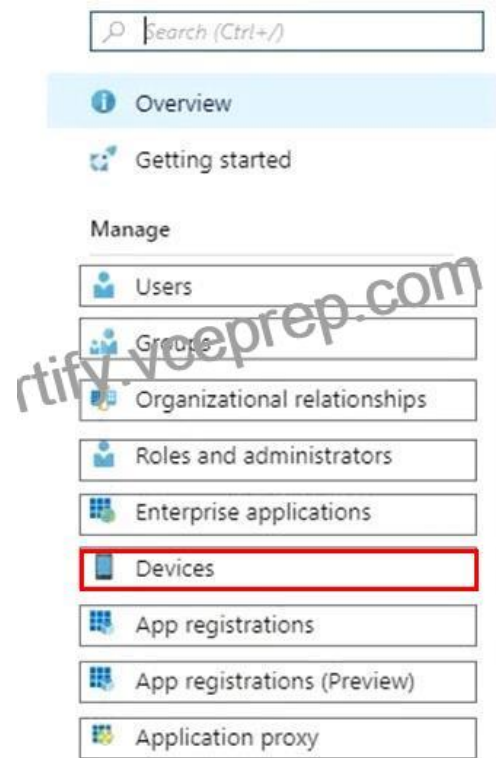 Search (Ctrl+/)
Overview
Getting started
Manage
Users
Groups
rtify.vceprep.com
Organizational relationships
Roles and administrators
Enterprise applications
Devices
App registrations
App registrations (Preview)
Application proxy